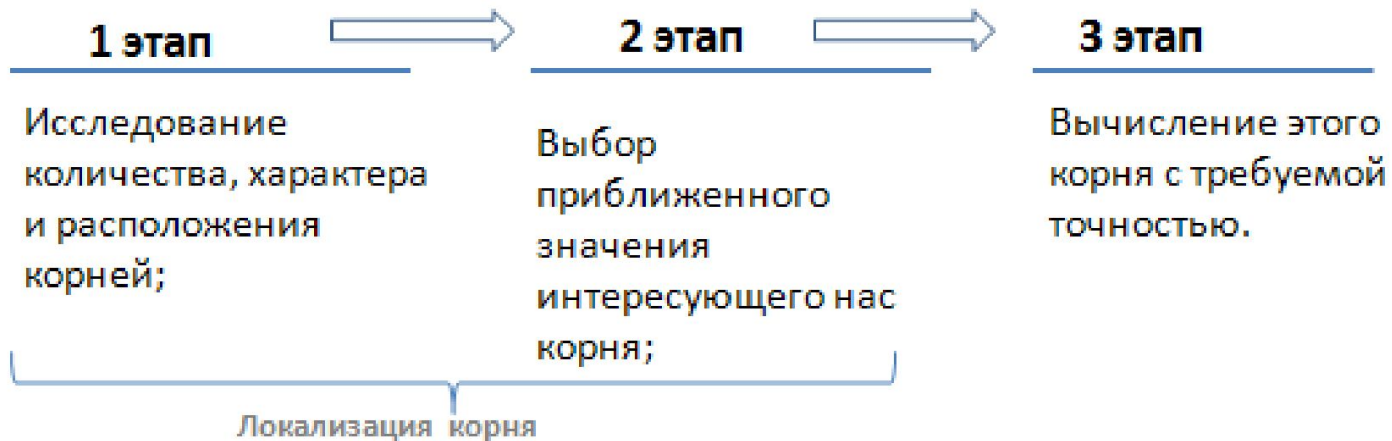 1 этап
Исследование
количества, характера
и расположения
корней;
2 этап
Выбор
приближенного
значения
интересующего нас
корня;
3 этап
Вычисление этого
корня с требуемой
точностью.
Локализация корня